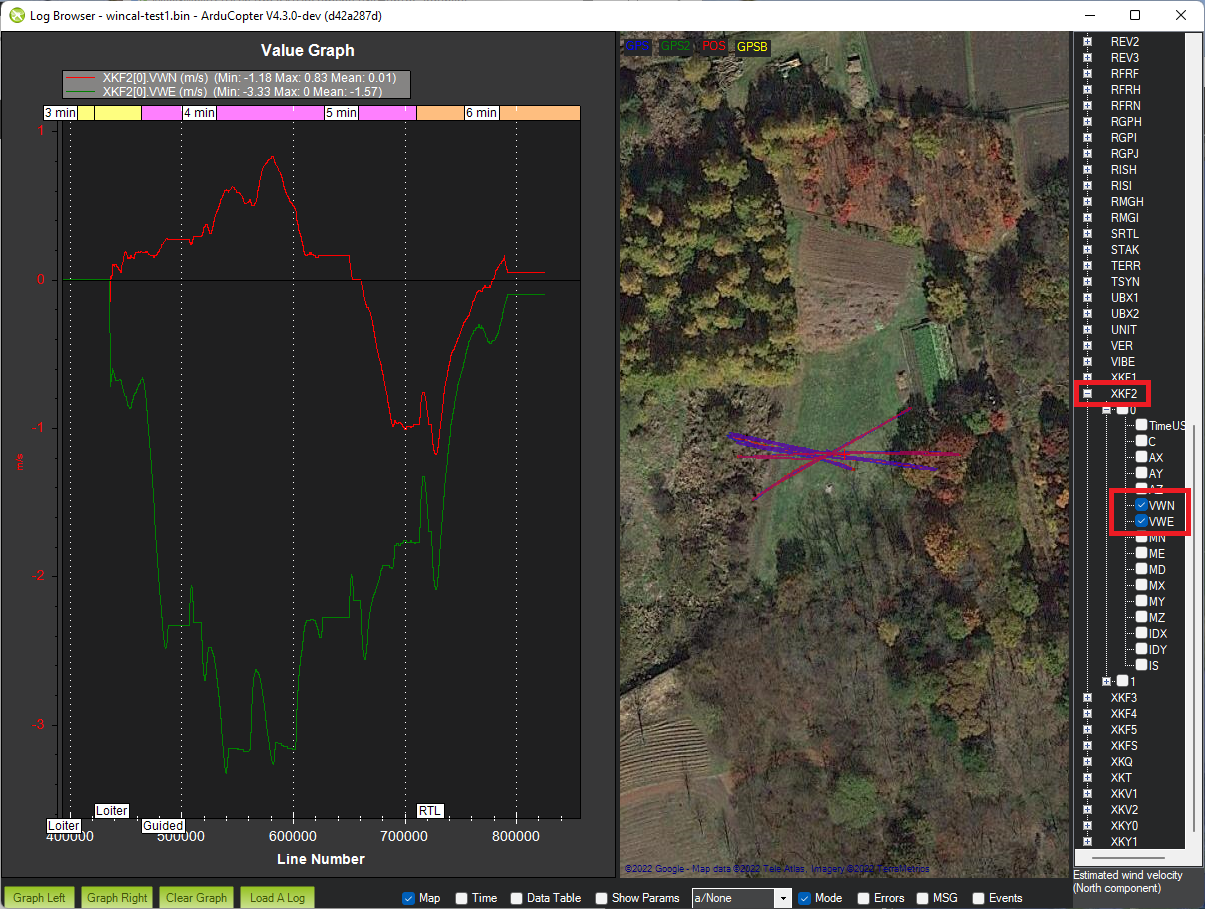 Log Browser - wincal-test1.bin - ArduCopter V4.3.0-dev (d42a287d)
Value Graph
XKF2[0].VWN (m/s) (Min: -1.18 Max: 0.83 Mean: 0.01)
XKF2[0].VWE (m/s) (Min: -3.33 Max: 0 Mean: -1.57)
3 min
4 min
5 min
6 min
1
0
-1
-2
-3
m/s
Loiter
Loiter
Guided
RTL
400000
500000
600000
700000
800000
Line Number
GPS
GPS2
POS
GPSB
©2022 Google - Map data ©2022 Tele Atlas, Imagery ©2022 TerraMetrics
REV2
REV3
RFRF
RFRH
RFRN
RGPH
RGPI
RGPJ
RISH
RISI
RMGH
RMGI
SRTL
STAK
TERR
TSYN
UBX1
UBX2
UNIT
VER
VIBE
XKF1
XKF2
0
TimeUS
C
AX
AY
AZ
VWN
VWE
MN
ME
MD
MX
MY
MZ
IDX
IDY
IS
1
XKF3
XKF4
XKF5
XKFS
XKQ
XKT
XKV1
XKV2
XKY0
XKY1
Estimated wind velocity
(North component)
Graph Left
Graph Right
Clear Graph
Load A Log
Map
Time
Data Table
Show Params
a/None
Mode
Errors
MSG
Events